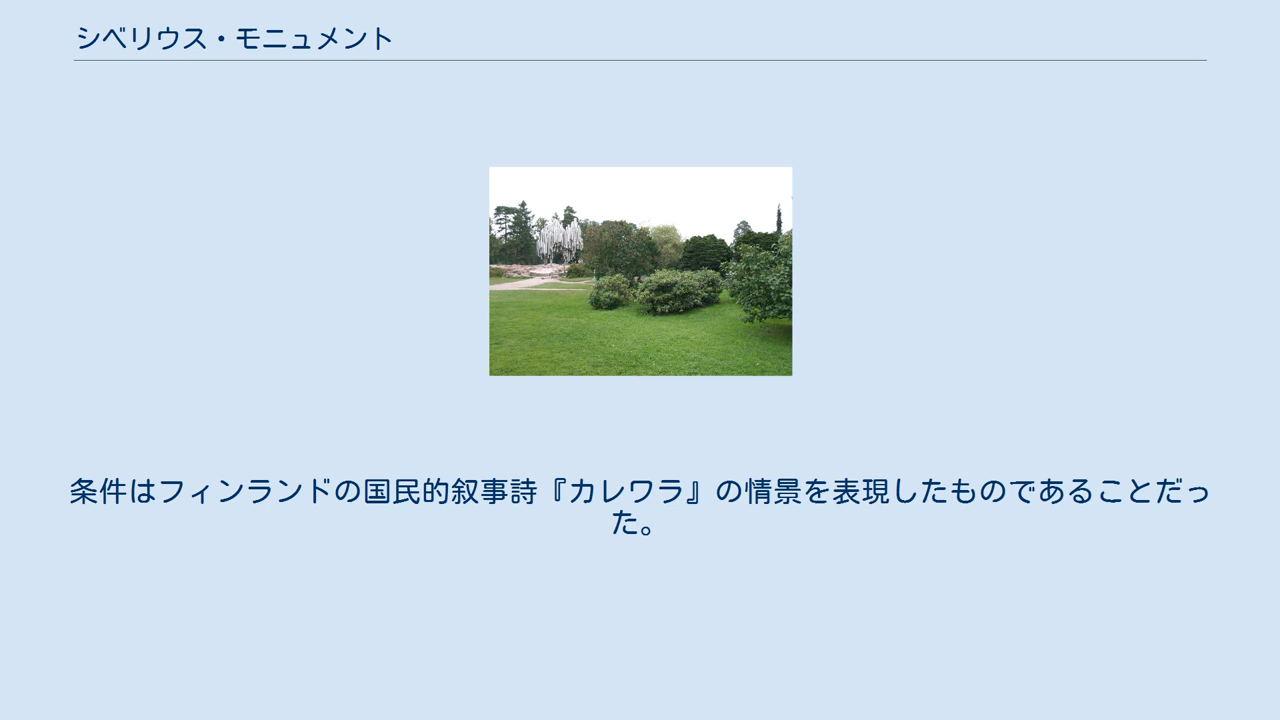 シベリウス・モニュメント
条件はフィンランドの国民的叙事詩『カレワラ』の情景を表現したものであることだっ
た。